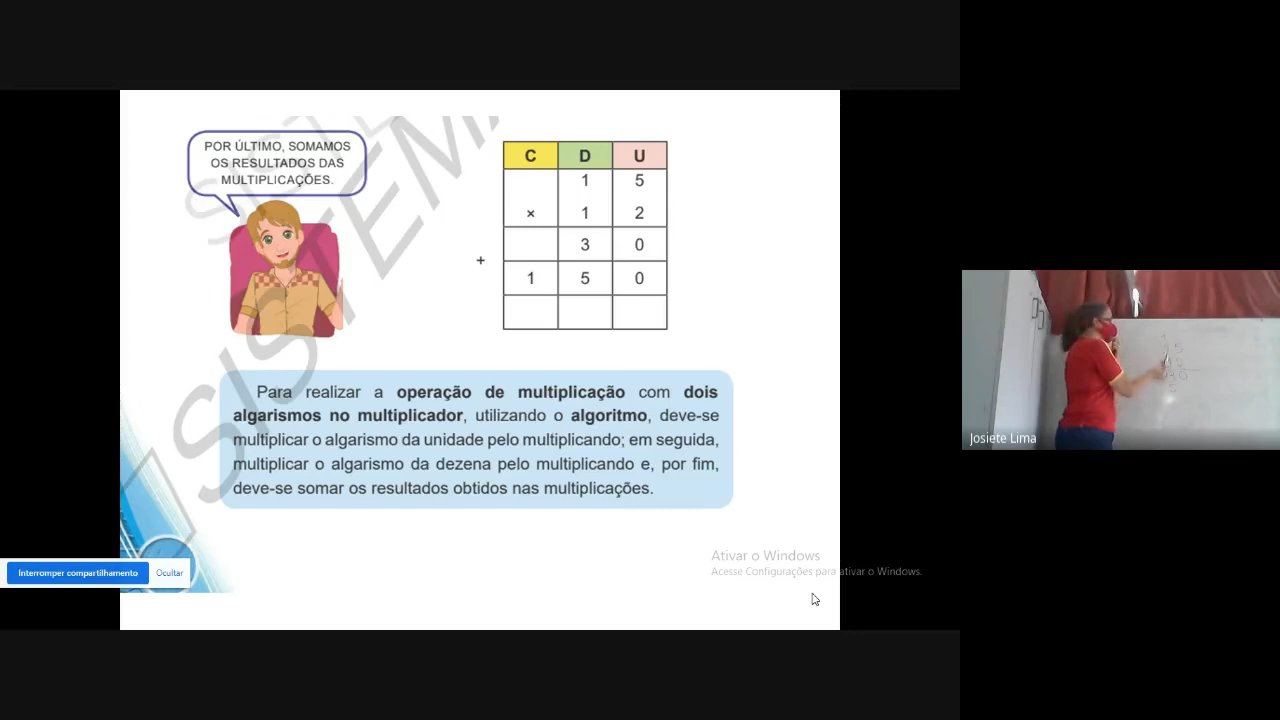 SISTE
SISTEMA
POR ÚLTIMO, SOMAMOS
OS RESULTADOS DAS
MULTIPLICAÇÕES.
C D U
1 5
× 1 2
3 0
+
1 5 0
Para realizar a operação de multiplicação com dois
algarismos no multiplicador, utilizando o algoritmo, deve-se
multiplicar o algarismo da unidade pelo multiplicando; em seguida,
multiplicar o algarismo da dezena pelo multiplicando e, por fim,
deve-se somar os resultados obtidos nas multiplicações.
Interromper compartilhamento
Ocultar
Ativar o Windows
Acesse Configurações para ativar o Windows.
Josiete Lima